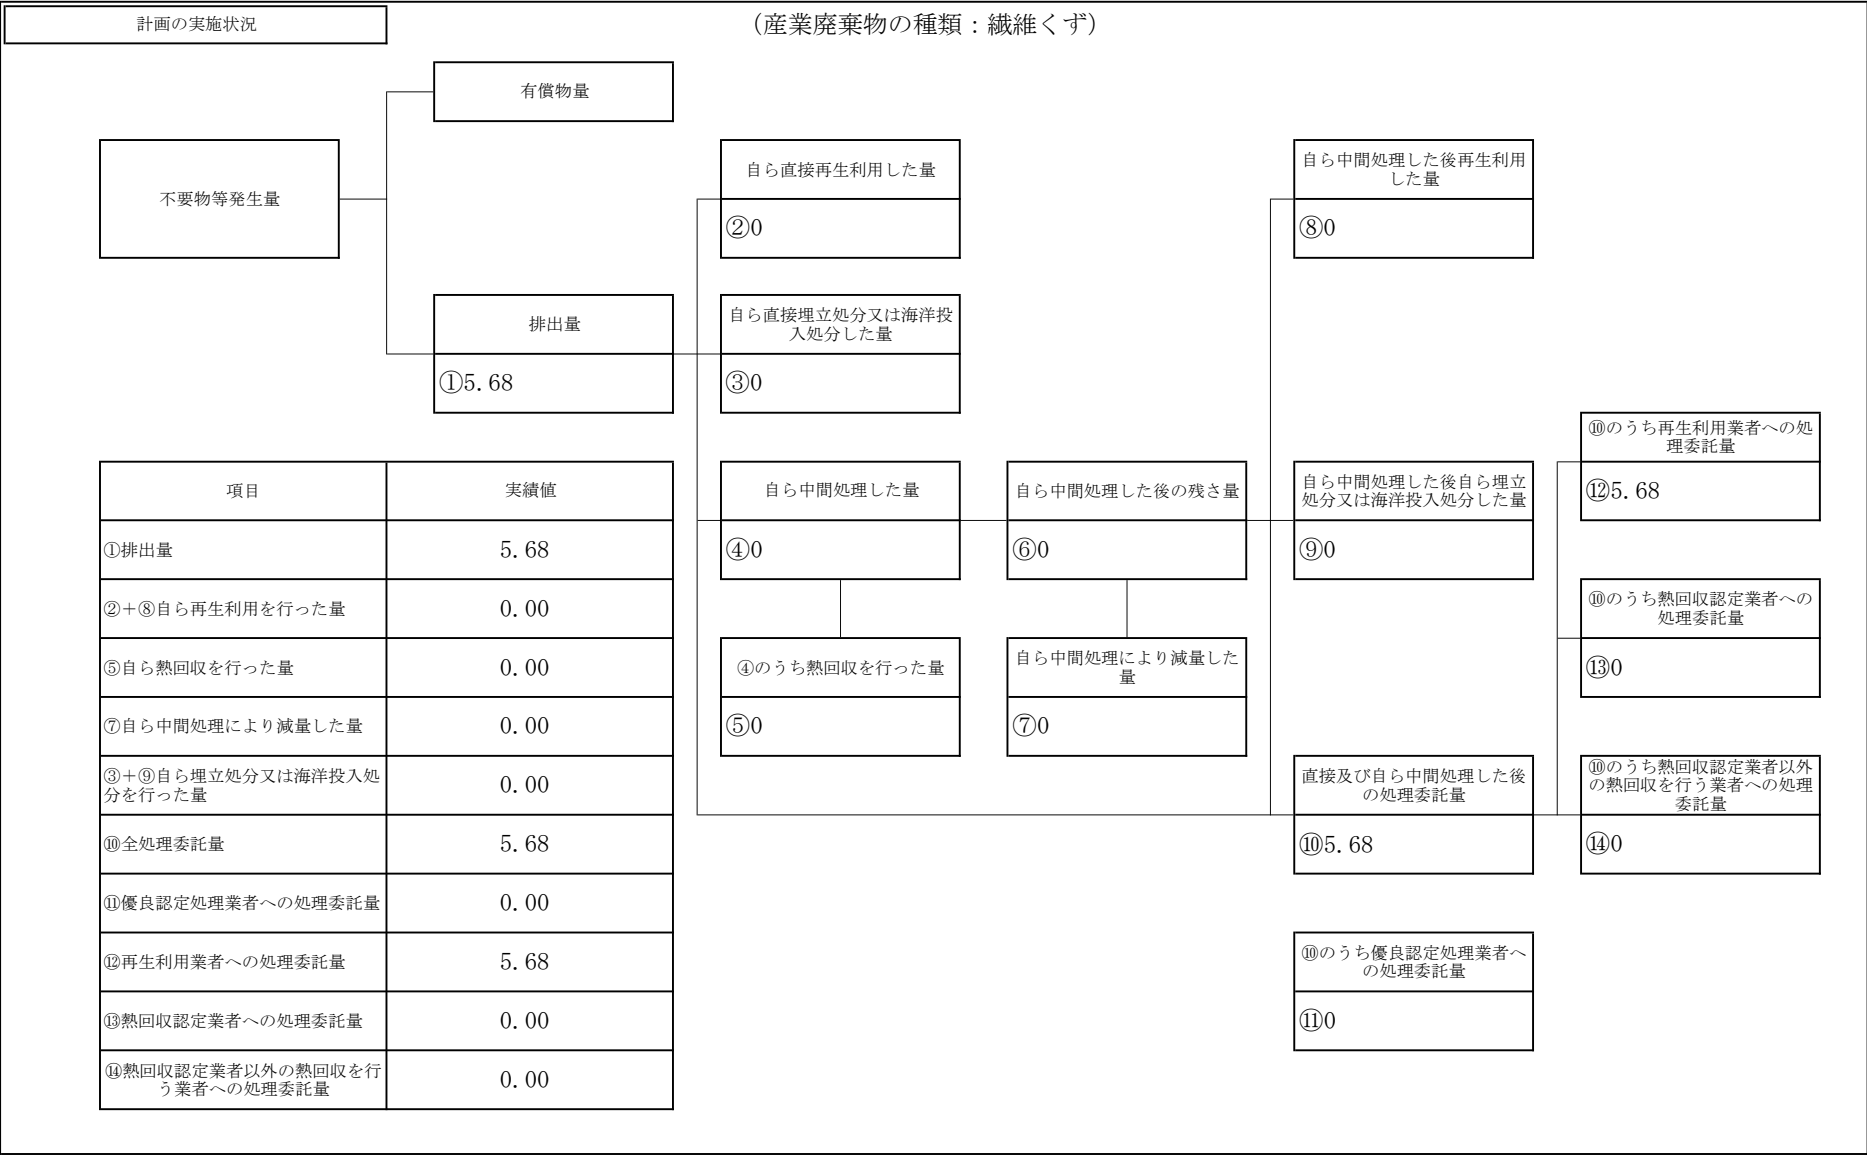 計画の実施状況
（産業廃棄物の種類：繊維くず）
有償物量
不要物等発生量
自ら直接再生利用した量
②0
自ら中間処理した後再生利用
した量
⑧0
排出量
①5.68
自ら直接埋立処分又は海洋投
入処分した量
③0
⑩のうち再生利用業者への処
理委託量
⑫5.68
自ら中間処理した量
④0
自ら中間処理した後の残さ量
⑥0
自ら中間処理した後自ら埋立
処分又は海洋投入処分した量
⑨0
⑩のうち熱回収認定業者への
処理委託量
⑬0
④のうち熱回収を行った量
⑤0
自ら中間処理により減量した
量
⑦0
直接及び自ら中間処理した後
の処理委託量
⑩5.68
⑩のうち熱回収認定業者以外
の熱回収を行う業者への処理
委託量
⑭0
⑩のうち優良認定処理業者へ
の処理委託量
⑪0
項目 実績値
①排出量 5.68
②＋⑧自ら再生利用を行った量 0.00
⑤自ら熱回収を行った量 0.00
⑦自ら中間処理により減量した量 0.00
③＋⑨自ら埋立処分又は海洋投入処
分を行った量 0.00
⑩全処理委託量 5.68
⑪優良認定処理業者への処理委託量 0.00
⑫再生利用業者への処理委託量 5.68
⑬熱回収認定業者への処理委託量 0.00
⑭熱回収認定業者以外の熱回収を行
う業者への処理委託量 0.00